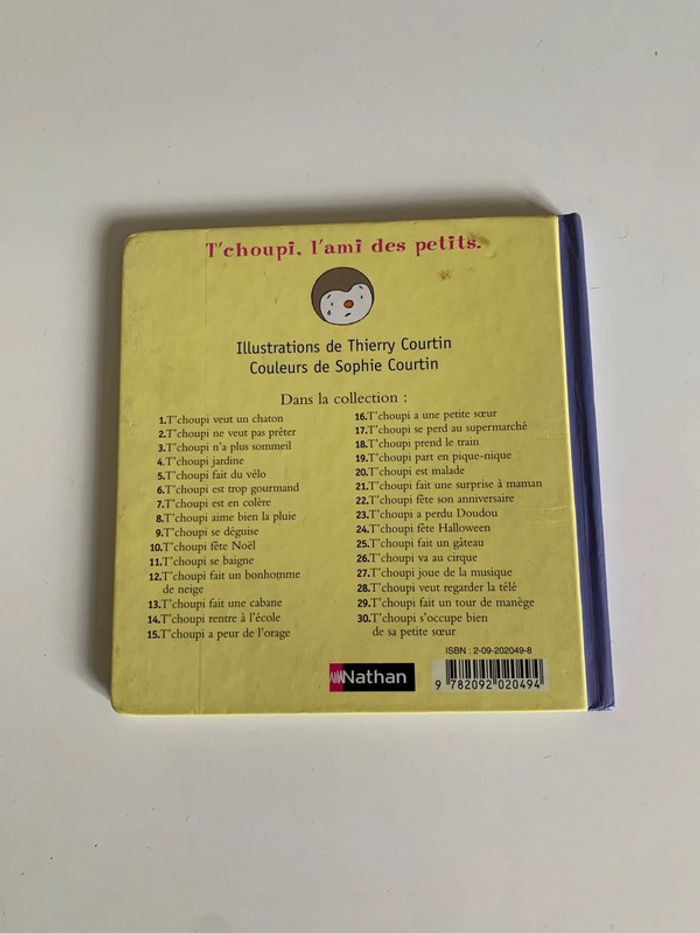 T'choupi, l'ami des petits.
Illustrations de Thierry Courtin
Couleurs de Sophie Courtin
Dans la collection :
1.T'choupi veut un chaton
2.T'choupi ne veut pas prêter
3.T'choupi n'a plus sommeil
4.T'choupi jardine
5.T'choupi fait du vélo
6.T'choupi est trop gourmand
7.T'choupi est en colère
8.T'choupi aime bien la pluie
9.T'choupi se déguise
10.T'choupi fête Noël
11.T'choupi se baigne
12.T'choupi fait un bonhomme
de neige
13.T'choupi fait une cabane
14.T'choupi rentre à l'école
15.T'choupi a peur de l'orage
16.T'choupi a une petite sœur
17.T'choupi se perd au supermarché
18.T'choupi prend le train
19.T'choupi part en pique-nique
20.T'choupi est malade
21.T'choupi fait une surprise à maman
22.T'choupi fête son anniversaire
23.T'choupi a perdu Doudou
24.T'choupi fête Halloween
25.T'choupi fait un gâteau
26.T'choupi va au cirque
27.T'choupi joue de la musique
28.T'choupi veut regarder la télé
29.T'choupi fait un tour de manège
30.T'choupi s'occupe bien
de sa petite sœur
ISBN : 2-09-202049-8
Nathan
9 782092 020494